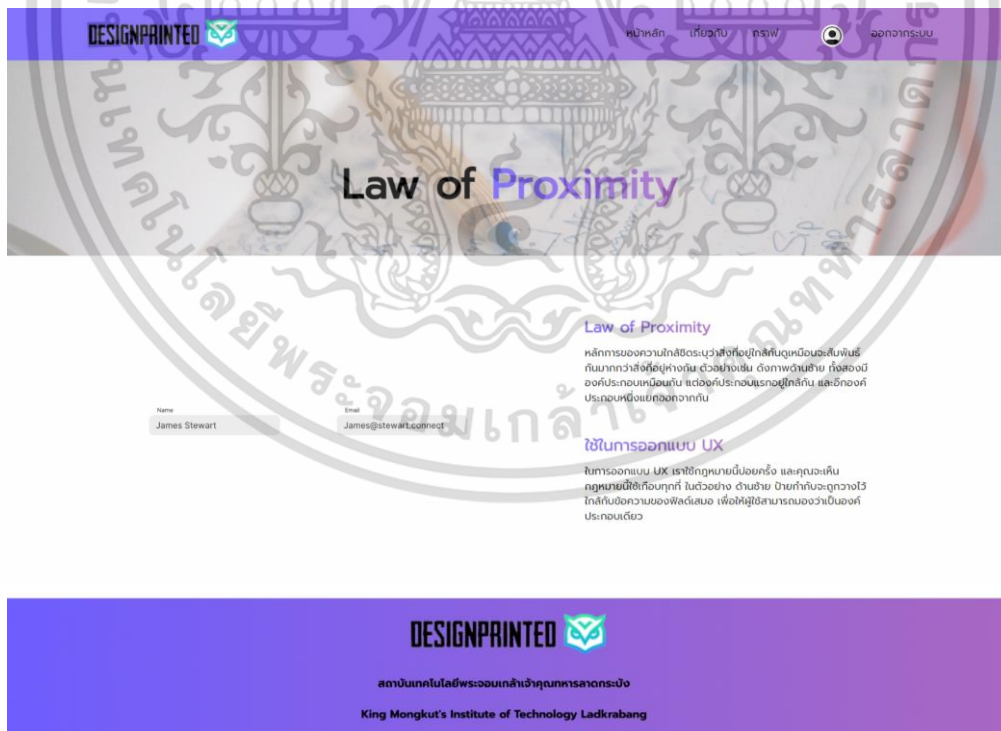 DESIGNPRINTED
หน้าหลัก เกี่ยวกับ กราฟ ออกจากระบบ
Law of Proximity
Law of Proximity
หลักการของความใกล้ชิดระบุว่าสิ่งที่อยู่ใกล้กันดูเหมือนจะสัมพันธ์
กันมากกว่าสิ่งที่อยู่ห่างกัน ตัวอย่างเช่น ดังภาพด้านซ้าย ทั้งสองมี
องค์ประกอบเหมือนกัน แต่องค์ประกอบแรกอยู่ใกล้กัน และอีกองค์
ประกอบหนึ่งแยกออกจากกัน
Name Email
James Stewart James@stewart.connect
ใช้ในการออกแบบ UX
ในการออกแบบ UX เราใช้กฎหมายนี้บ่อยครั้ง และคุณจะเห็น
กฎหมายนี้ใช้เกือบทุกที่ ในตัวอย่าง ด้านซ้าย ป้ายกำกับจะถูกวางไว้
ใกล้กับข้อความของฟิลด์เสมอ เพื่อให้ผู้ใช้สามารถมองว่าเป็นองค์
ประกอบเดียว
DESIGNPRINTED
สถาบันเทคโนโลยีพระจอมเกล้าเจ้าคุณทหารลาดกระบัง
King Mongkut's Institute of Technology Ladkrabang